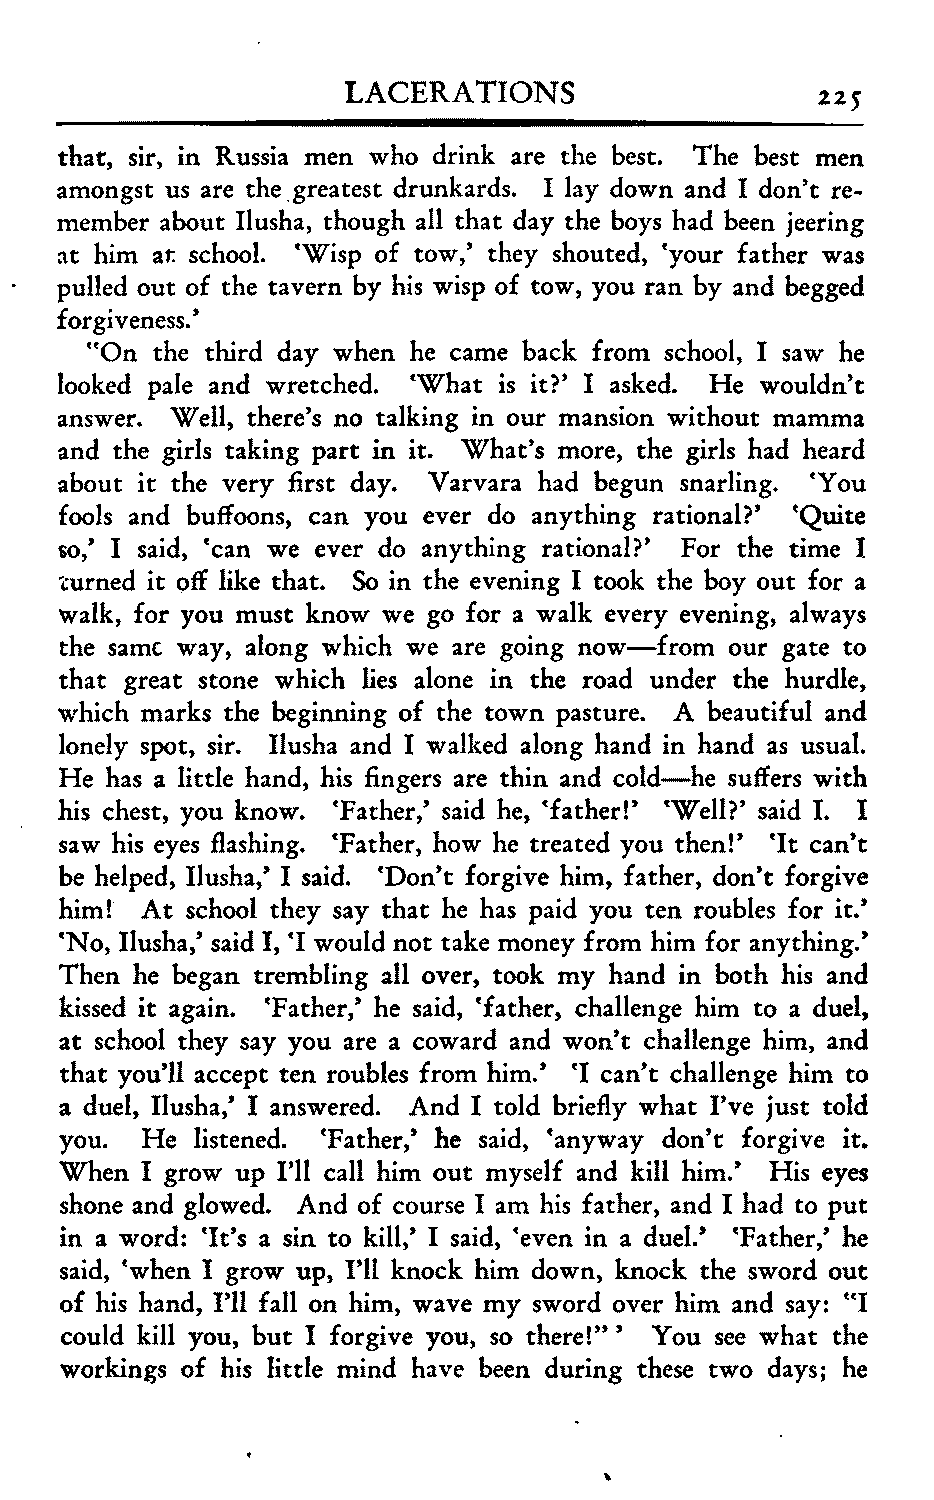 LACERATIONS 225
that, sir, in Russia men who drink are the best. The best men
amongst us are the greatest drunkards. I lay down and I don't re-
member about Ilusha, though all that day the boys had been jeering
at him at school. 'Wisp of tow,' they shouted, 'your father was
pulled out of the tavern by his wisp of tow, you ran by and begged
forgiveness.'
"On the third day when he came back from school, I saw he
looked pale and wretched. 'What is it?' I asked. He wouldn't
answer. Well, there's no talking in our mansion without mamma
and the girls taking part in it. What's more, the girls had heard
about it the very first day. Varvara had begun snarling. 'You
fools and buffoons, can you ever do anything rational?' 'Quite
so,' I said, 'can we ever do anything rational?' For the time I
turned it off like that. So in the evening I took the boy out for a
walk, for you must know we go for a walk every evening, always
the same way, along which we are going now—from our gate to
that great stone which lies alone in the road under the hurdle,
which marks the beginning of the town pasture. A beautiful and
lonely spot, sir. Ilusha and I walked along hand in hand as usual.
He has a little hand, his fingers are thin and cold—he suffers with
his chest, you know. 'Father,' said he, 'father!' 'Well?' said I. I
saw his eyes flashing. 'Father, how he treated you then!' 'It can't
be helped, Ilusha,' I said. 'Don't forgive him, father, don't forgive
him! At school they say that he has paid you ten roubles for it.'
'No, Ilusha,' said I, 'I would not take money from him for anything.'
Then he began trembling all over, took my hand in both his and
kissed it again. 'Father,' he said, 'father, challenge him to a duel,
at school they say you are a coward and won't challenge him, and
that you'll accept ten roubles from him.' 'I can't challenge him to
a duel, Ilusha,' I answered. And I told briefly what I've just told
you. He listened. 'Father,' he said, 'anyway don't forgive it.
When I grow up I'll call him out myself and kill him.' His eyes
shone and glowed. And of course I am his father, and I had to put
in a word: 'It's a sin to kill,' I said, 'even in a duel.' 'Father,' he
said, 'when I grow up, I'll knock him down, knock the sword out
of his hand, I'll fall on him, wave my sword over him and say: "I
could kill you, but I forgive you, so there!"' You see what the
workings of his little mind have been during these two days; he